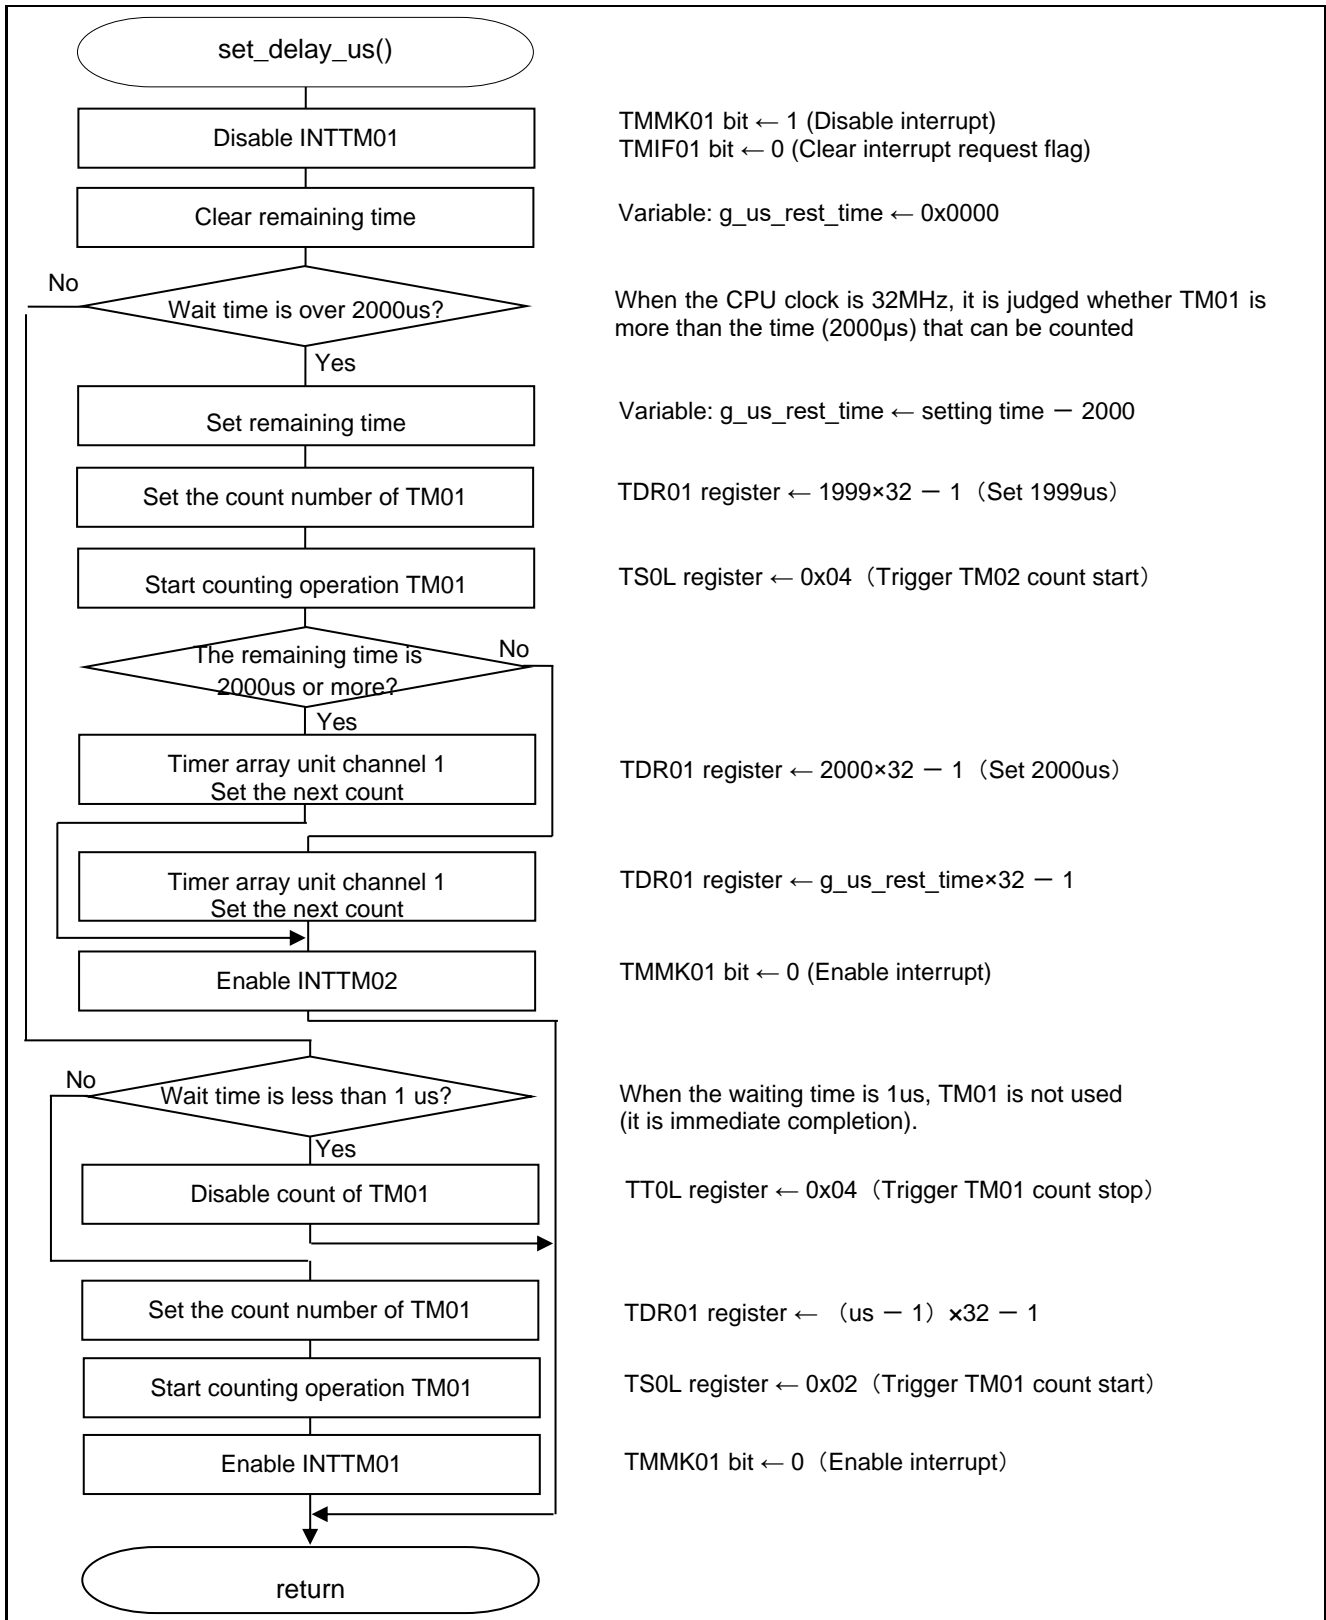 set_delay_us()
Disable INTTM01
TMMK01 bit ← 1 (Disable interrupt)
TMIF01 bit ← 0 (Clear interrupt request flag)
Clear remaining time
Variable: g_us_rest_time ← 0x0000
No
Wait time is over 2000us?
When the CPU clock is 32MHz, it is judged whether TM01 is
more than the time (2000μs) that can be counted
Yes
Set remaining time
Variable: g_us_rest_time ← setting time － 2000
Set the count number of TM01
TDR01 register ← 1999×32 － 1（Set 1999us）
Start counting operation TM01
TS0L register ← 0x04（Trigger TM02 count start）
The remaining time is
2000us or more?
No
Yes
Timer array unit channel 1
Set the next count
TDR01 register ← 2000×32 － 1（Set 2000us）
Timer array unit channel 1
Set the next count
TDR01 register ← g_us_rest_time×32 － 1
Enable INTTM02
TMMK01 bit ← 0 (Enable interrupt)
No
Wait time is less than 1 us?
When the waiting time is 1us, TM01 is not used
(it is immediate completion).
Yes
Disable count of TM01
TT0L register ← 0x04（Trigger TM01 count stop）
Set the count number of TM01
TDR01 register ← （us － 1）×32 － 1
Start counting operation TM01
TS0L register ← 0x02（Trigger TM01 count start）
Enable INTTM01
TMMK01 bit ← 0（Enable interrupt）
return